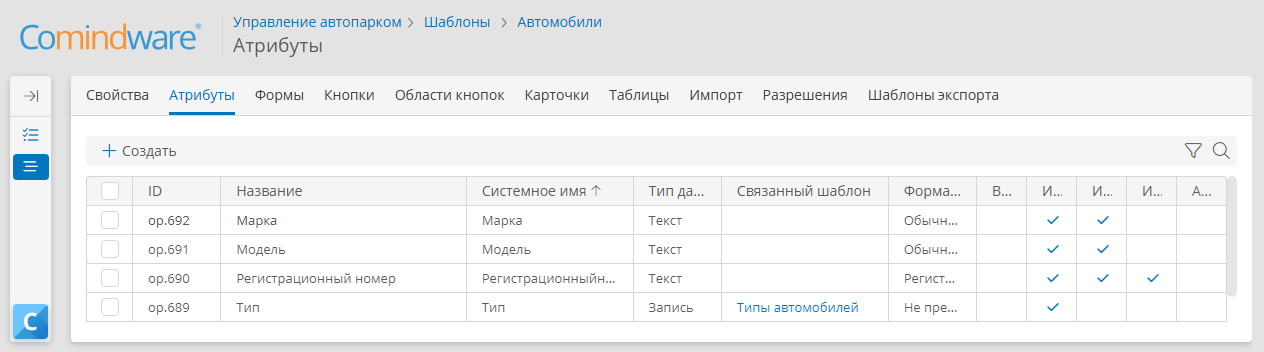 Comindware®
Управление автопарком > Шаблоны > Автомобили
Атрибуты
Свойства Атрибуты Формы Кнопки Области кнопок Карточки Таблицы Импорт Разрешения Шаблоны экспорта
+ Создать
ID Название Системное имя ↑ Тип да... Связанный шаблон Форма... В... И... И... И... А...
op.692 Марка Марка Текст Обычн...
op.691 Модель Модель Текст Обычн...
op.690 Регистрационный номер Регистрационныйн... Текст Регист...
op.689 Тип Тип Запись Типы автомобилей Не пре...
C